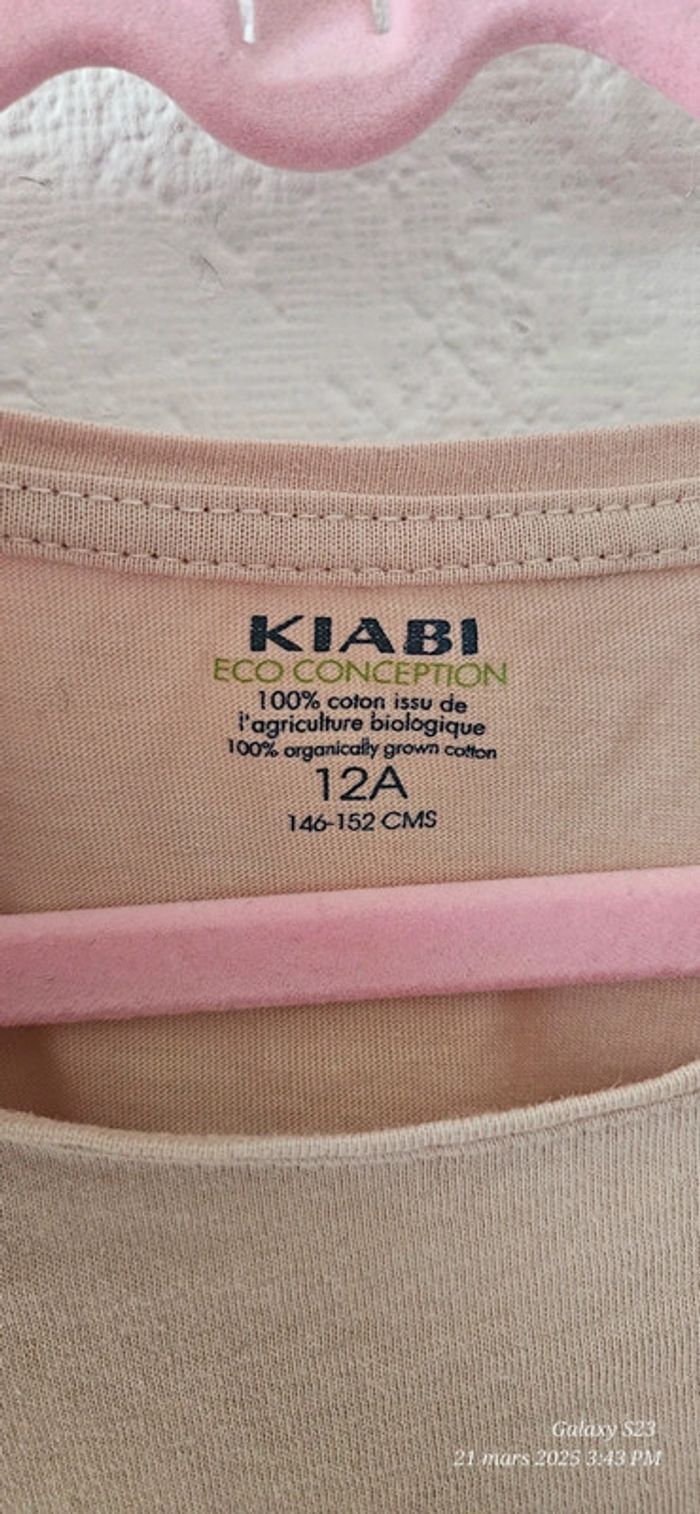 KIABI
ECO CONCEPTION
100% coton issu de
l'agriculture biologique
100% organically grown cotton
12A
146-152 CMS
Galaxy S23
21 mars 2025 3:43 PM